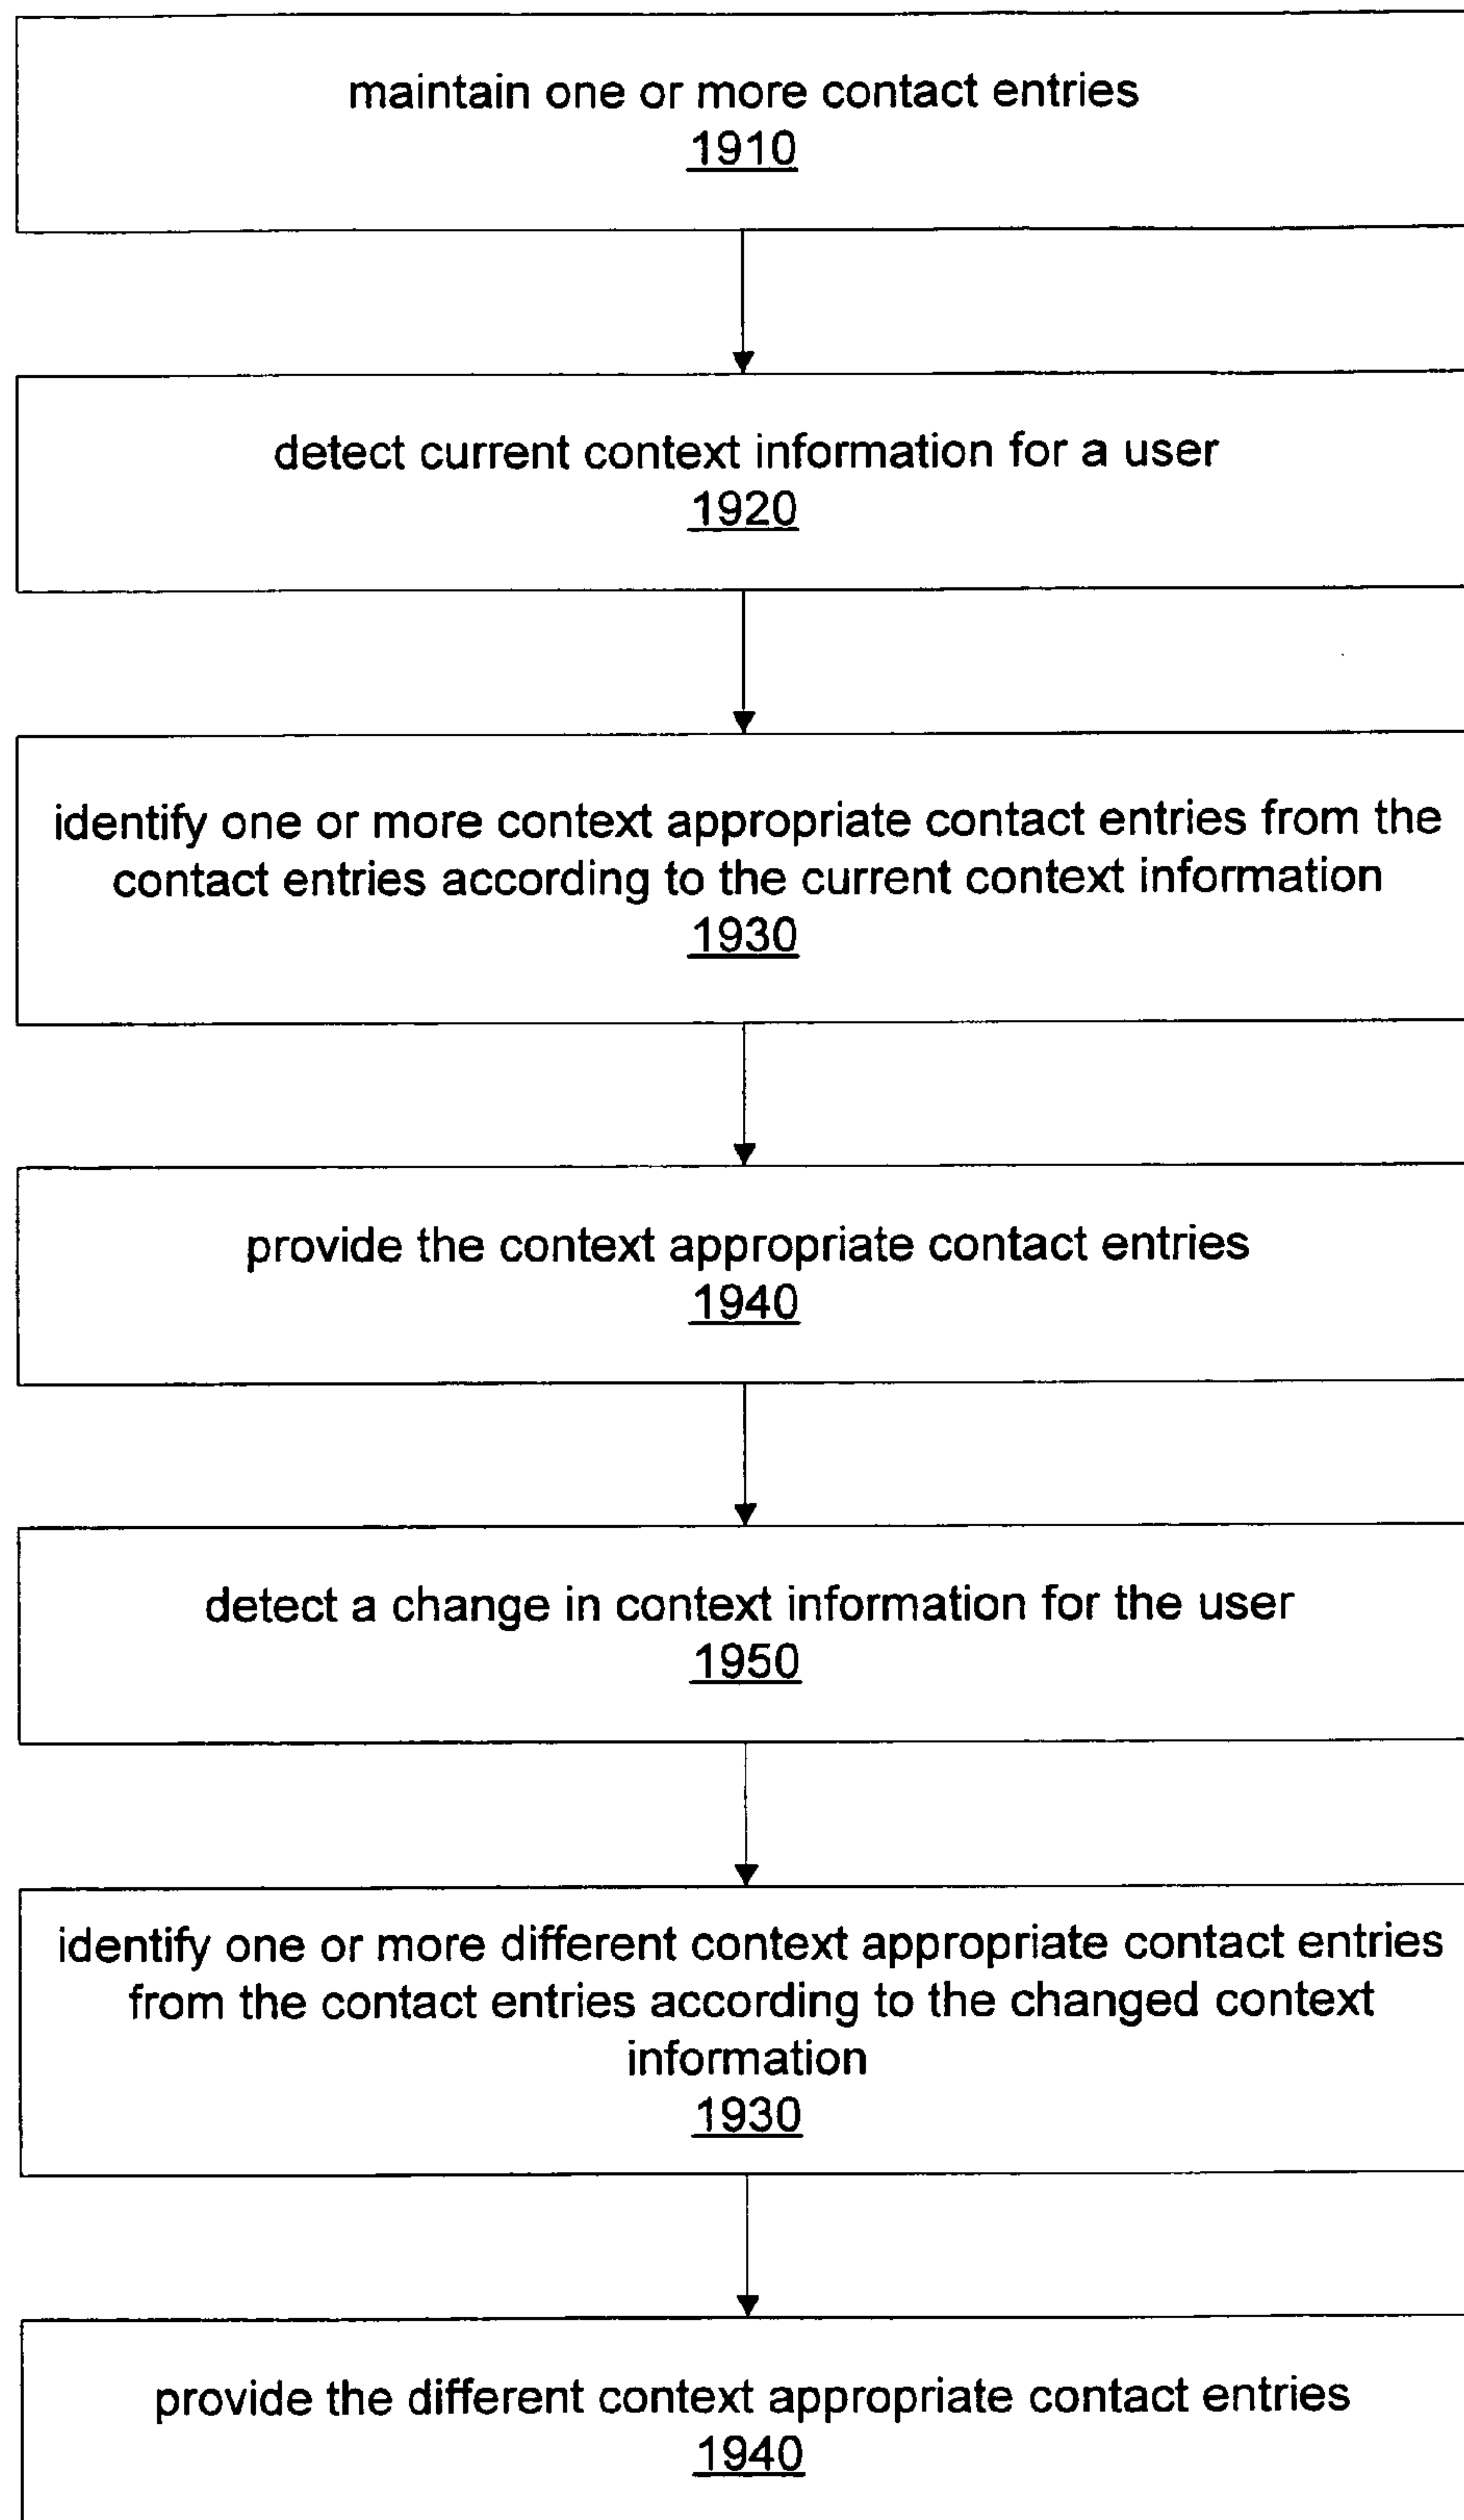 maintain one or more contact entries
1910
detect current context information for a user
1920
identify one or more context appropriate contact entries from the
contact entries according to the current context information
1930
provide the context appropriate contact entries
1940
detect a change in context information for the user
1950
identify one or more different context appropriate contact entries
from the contact entries according to the changed context
information
1930
provide the different context appropriate contact entries
1940